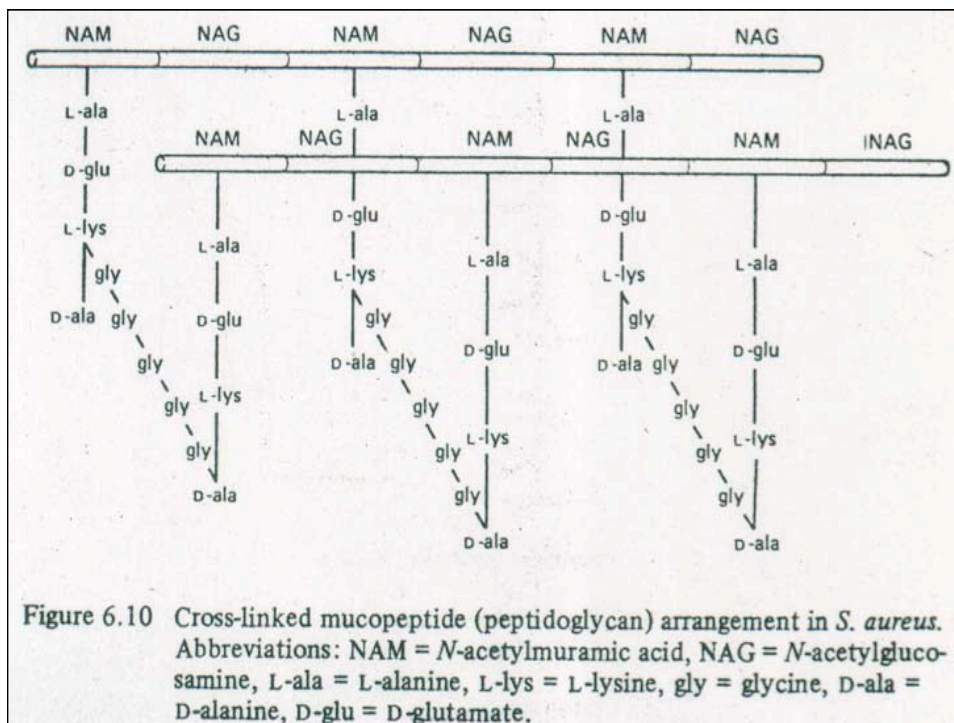 NAM NAG NAM NAG NAM NAG
L-ala L-ala L-ala
NAM NAG NAM NAG NAM INAG
D-glu
D-glu D-glu
L-lys L-ala
L-ala L-ala
gly L-lys L-lys
D-ala gly D-glu gly gly
gly D-ala gly D-glu D-ala gly D-glu
gly L-lys gly gly
gly gly L-lys gly L-lys
D-ala gly gly
D-ala D-ala
Figure 6.10 Cross-linked mucopeptide (peptidoglycan) arrangement in S. aureus.
Abbreviations: NAM = N-acetylmuramic acid, NAG = N-acetylgluco-
samine, L-ala = L-alanine, L-lys = L-lysine, gly = glycine, D-ala =
D-alanine, D-glu = D-glutamate.